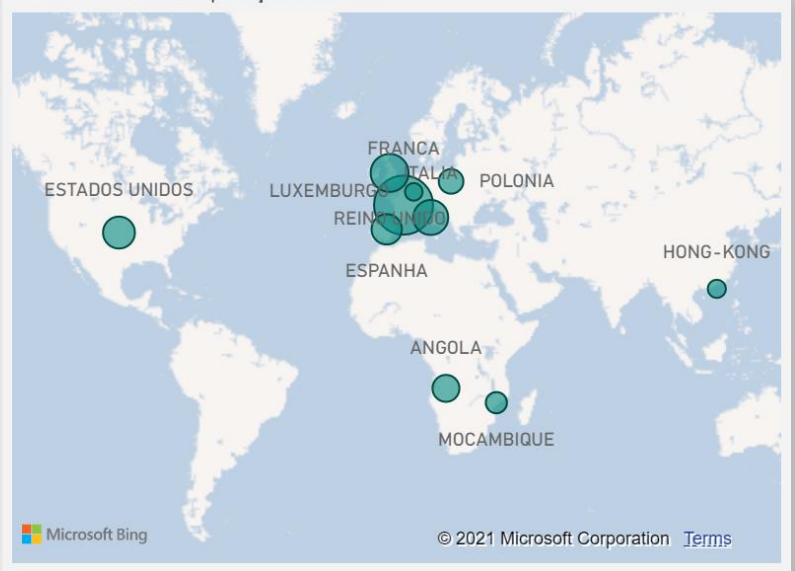 FRANCA
ITALIA
POLONIA
ESTADOS UNIDOS
LUXEMBURGO
REINO UNIDO
HONG-KONG
ESPANHA
ANGOLA
MOCAMBIQUE
Microsoft Bing
© 2021 Microsoft Corporation Terms